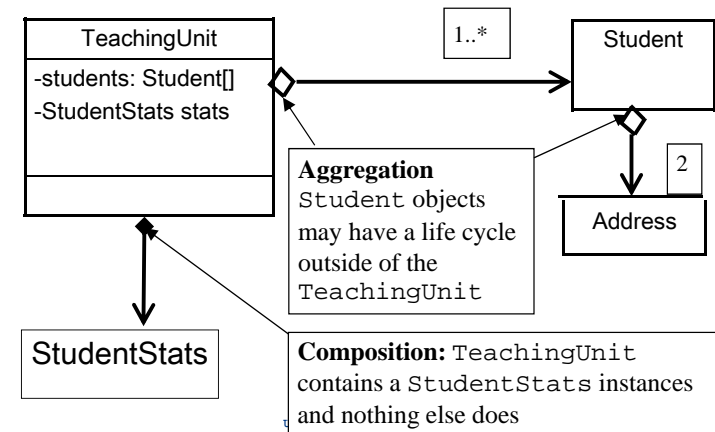 TeachingUnit
-students: Student[]
-StudentStats stats
1..*
Student
2
Address
Aggregation
Student objects
may have a life cycle
outside of the
TeachingUnit
StudentStats
Composition: TeachingUnit
contains a StudentStats instances
and nothing else does